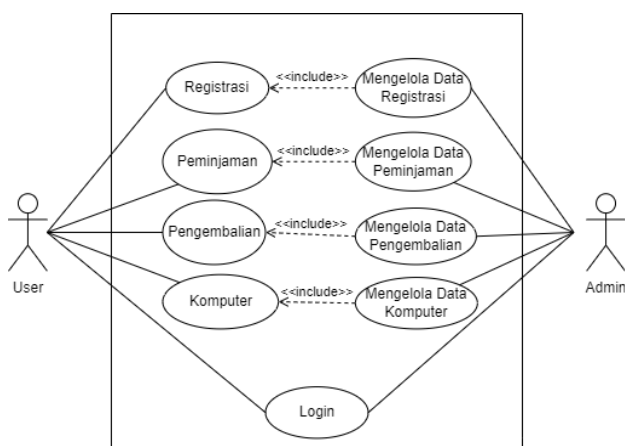 Registrasi
<<include>>
Mengelola Data
Registrasi
Peminjaman
<<include>>
Mengelola Data
Peminjaman
Pengembalian
<<include>>
Mengelola Data
Pengembalian
Komputer
<<include>>
Mengelola Data
Komputer
User
Admin
Login